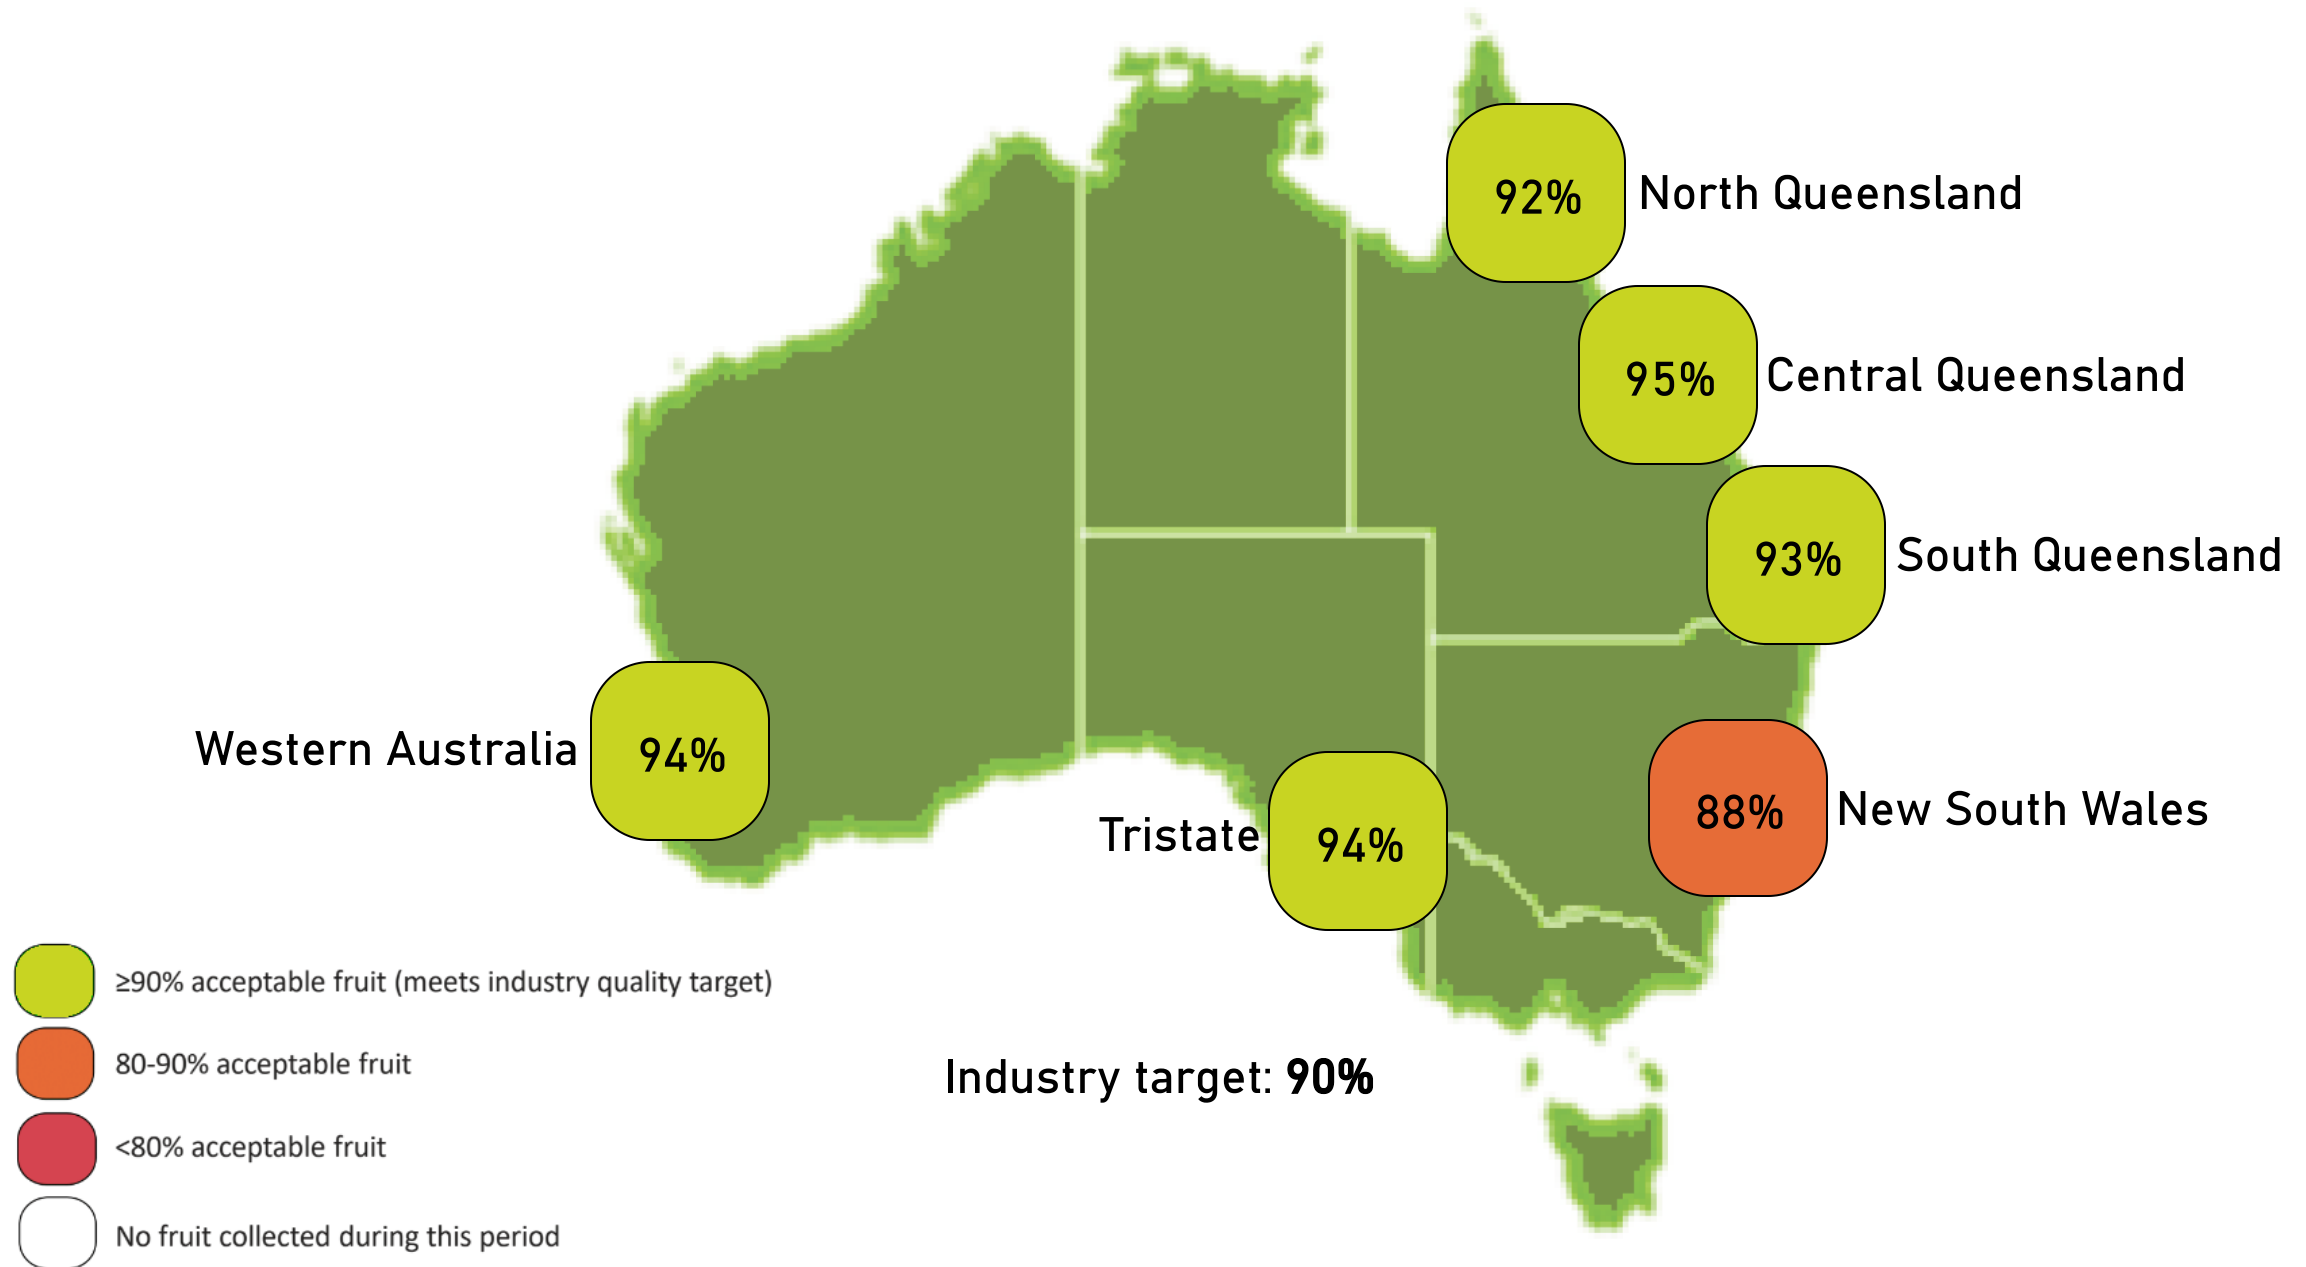 92% North Queensland
95% Central Queensland
93% South Queensland
Western Australia 94%
88% New South Wales
Tristate 94%
≥90% acceptable fruit (meets industry quality target)
80-90% acceptable fruit
Industry target: 90%
<80% acceptable fruit
No fruit collected during this period